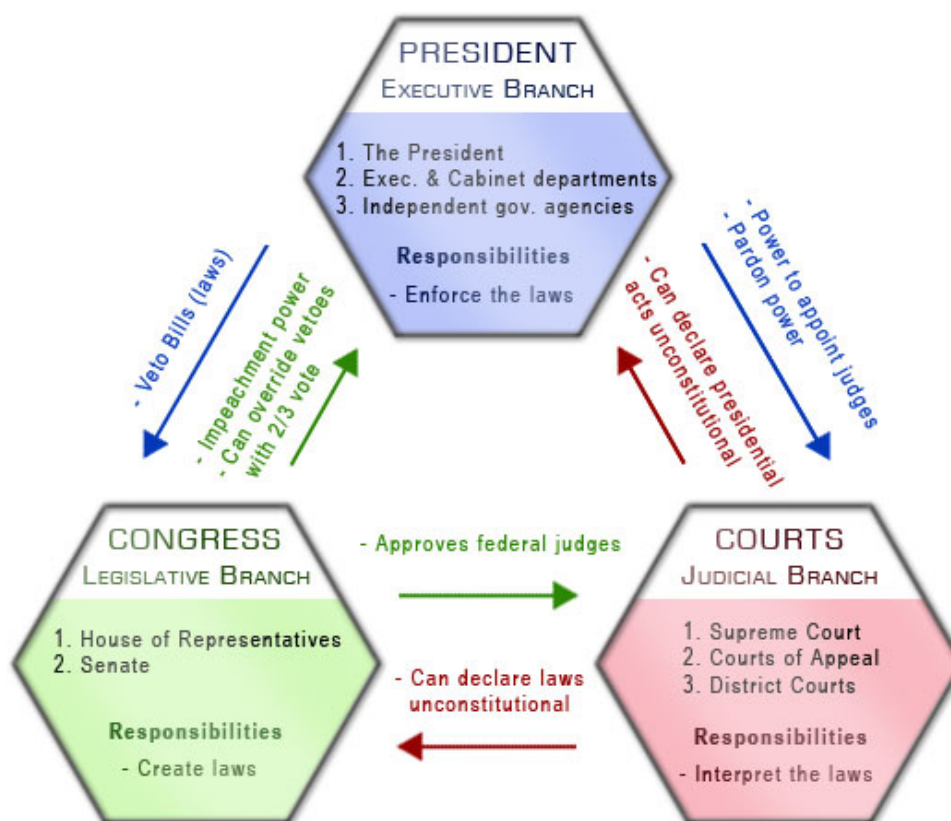 PRESIDENT
EXECUTIVE BRANCH
1. The President
2. Exec. & Cabinet departments
3. Independent gov. agencies
Responsibilities
- Enforce the laws
- Veto Bills (laws)
- Impeachment power
- Can override vetoes
with 2/3 vote
- Can declare presidential
acts unconstitutional
- Power to appoint judges
- Pardon power
CONGRESS
LEGISLATIVE BRANCH
1. House of Representatives
2. Senate
Responsibilities
- Create laws
- Approves federal judges
- Can declare laws
unconstitutional
COURTS
JUDICIAL BRANCH
1. Supreme Court
2. Courts of Appeal
3. District Courts
Responsibilities
- Interpret the laws